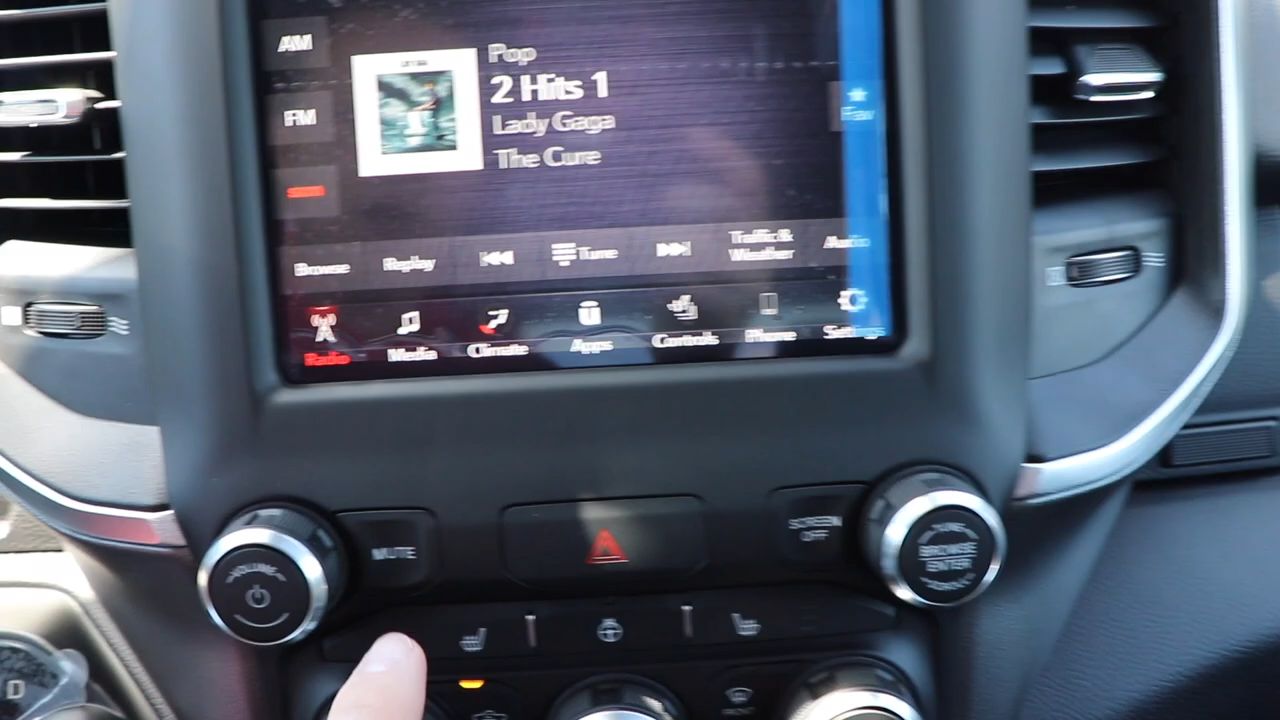 AM
Pop
2 Hits 1
FM
Lady Gaga
The Cure
Fav
Browse
Replay
Tune
Traffic &
Weather
Audio
Radio
Media
Climate
Apps
Controls
Phone
Settings
VOLUME
MUTE
SCREEN
OFF
BROWSE
ENTER
D